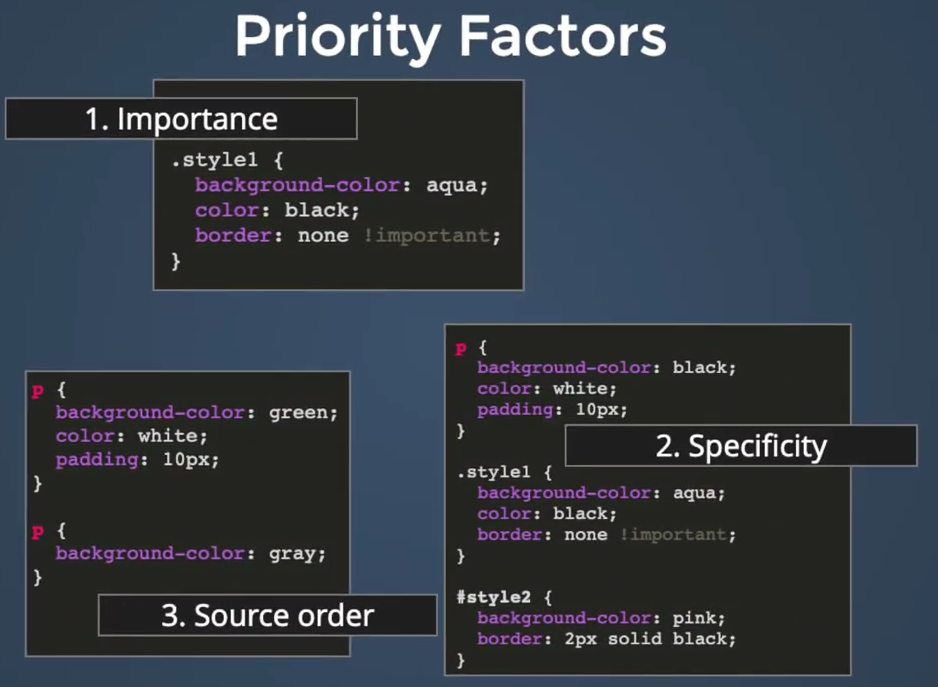 Priority Factors
1. Importance
.style1 {
  background-color: aqua;
  color: black;
  border: none !important;
}
p {
  background-color: green;
  color: white;
  padding: 10px;
}
p {
  background-color: gray;
}
3. Source order
p {
  background-color: black;
  color: white;
  padding: 10px;
}
2. Specificity
.style1 {
  background-color: aqua;
  color: black;
  border: none !important;
}
#style2 {
  background-color: pink;
  border: 2px solid black;
}